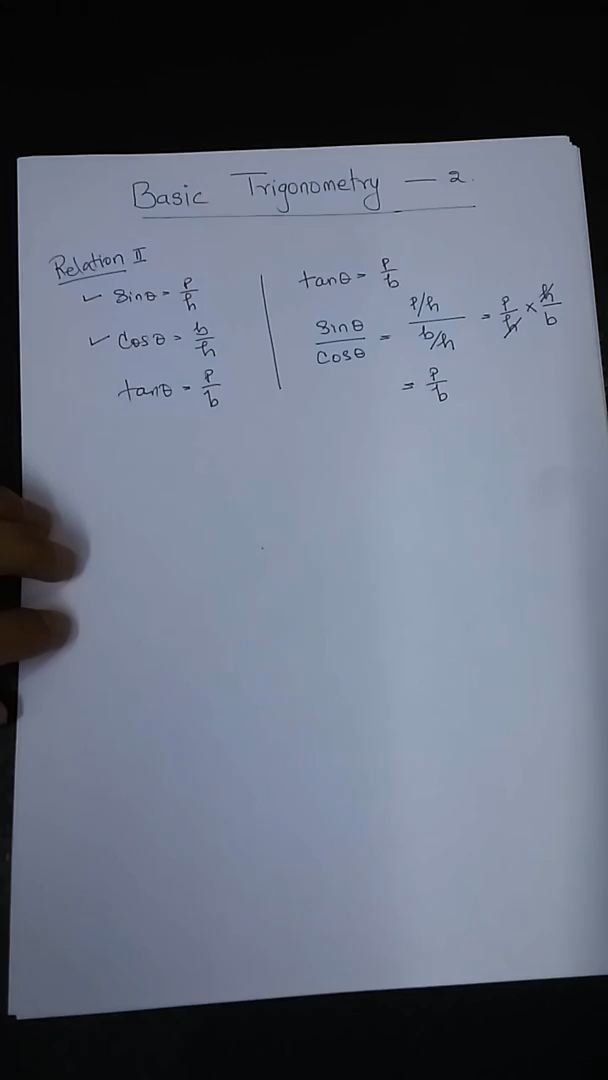 Basic Trigonometry — 2.
Relation II
✓ Sinθ = P/h
✓ Cosθ = b/h
tanθ = P/b
tanθ = P/b
Sinθ/Cosθ = (P/h)/(b/h) = P/h × h/b
= P/b